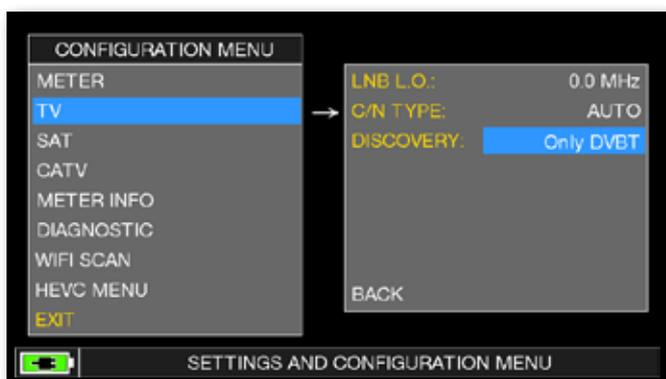 CONFIGURATION MENU
METER
TV
SAT
CATV
METER INFO
DIAGNOSTIC
WIFI SCAN
HEVC MENU
EXIT
LNB L.O.: 0.0 MHz
C/N TYPE: AUTO
DISCOVERY: Only DVBT
BACK
SETTINGS AND CONFIGURATION MENU